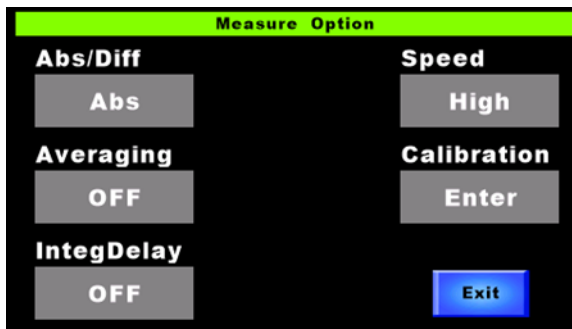 Measure Option
Abs/Diff
Abs
Speed
High
Averaging
OFF
Calibration
Enter
IntegDelay
OFF
Exit